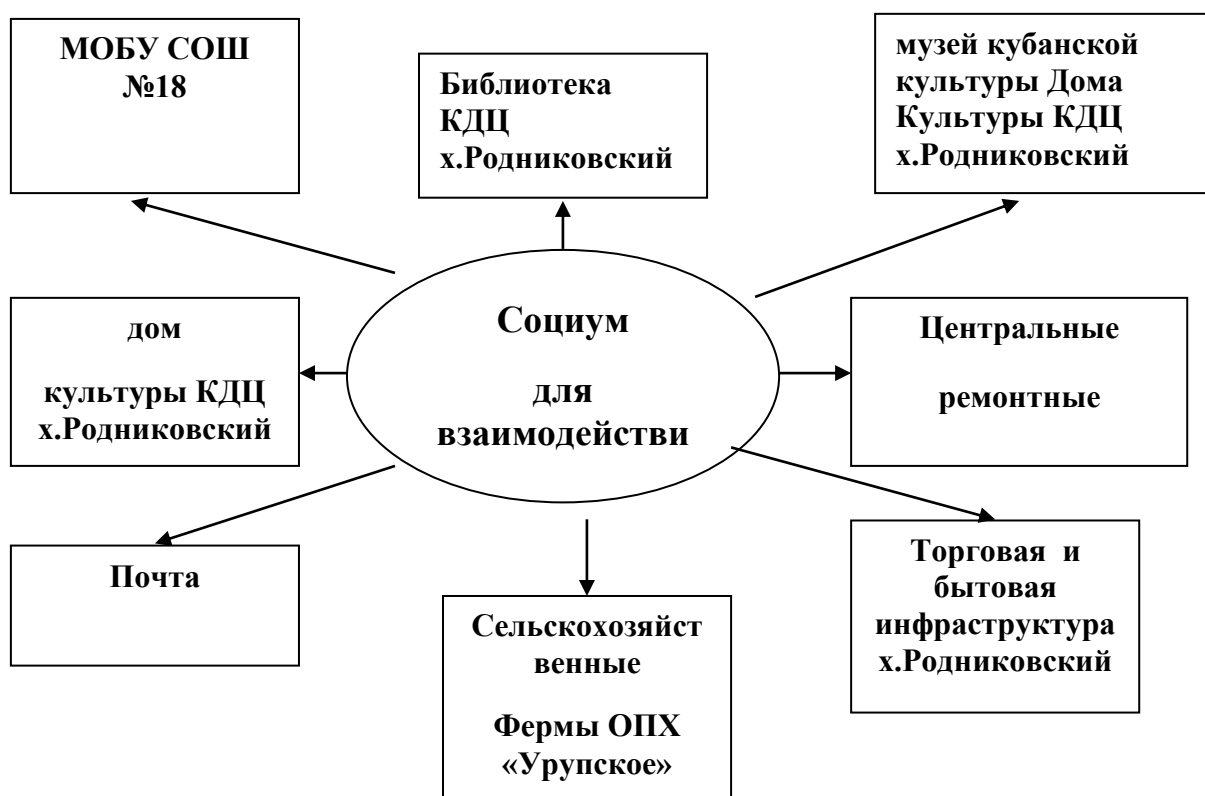 МОБУ СОШ
№18
Библиотека
КДЦ
х.Родниковский
музей кубанской
культуры Дома
Культуры КДЦ
х.Родниковский
дом
культуры КДЦ
х.Родниковский
Социум
для
взаимодействи
Центральные
ремонтные
Почта
Сельскохозяйст
венные
Фермы ОПХ
«Урупское»
Торговая и
бытовая
инфраструктура
х.Родниковский